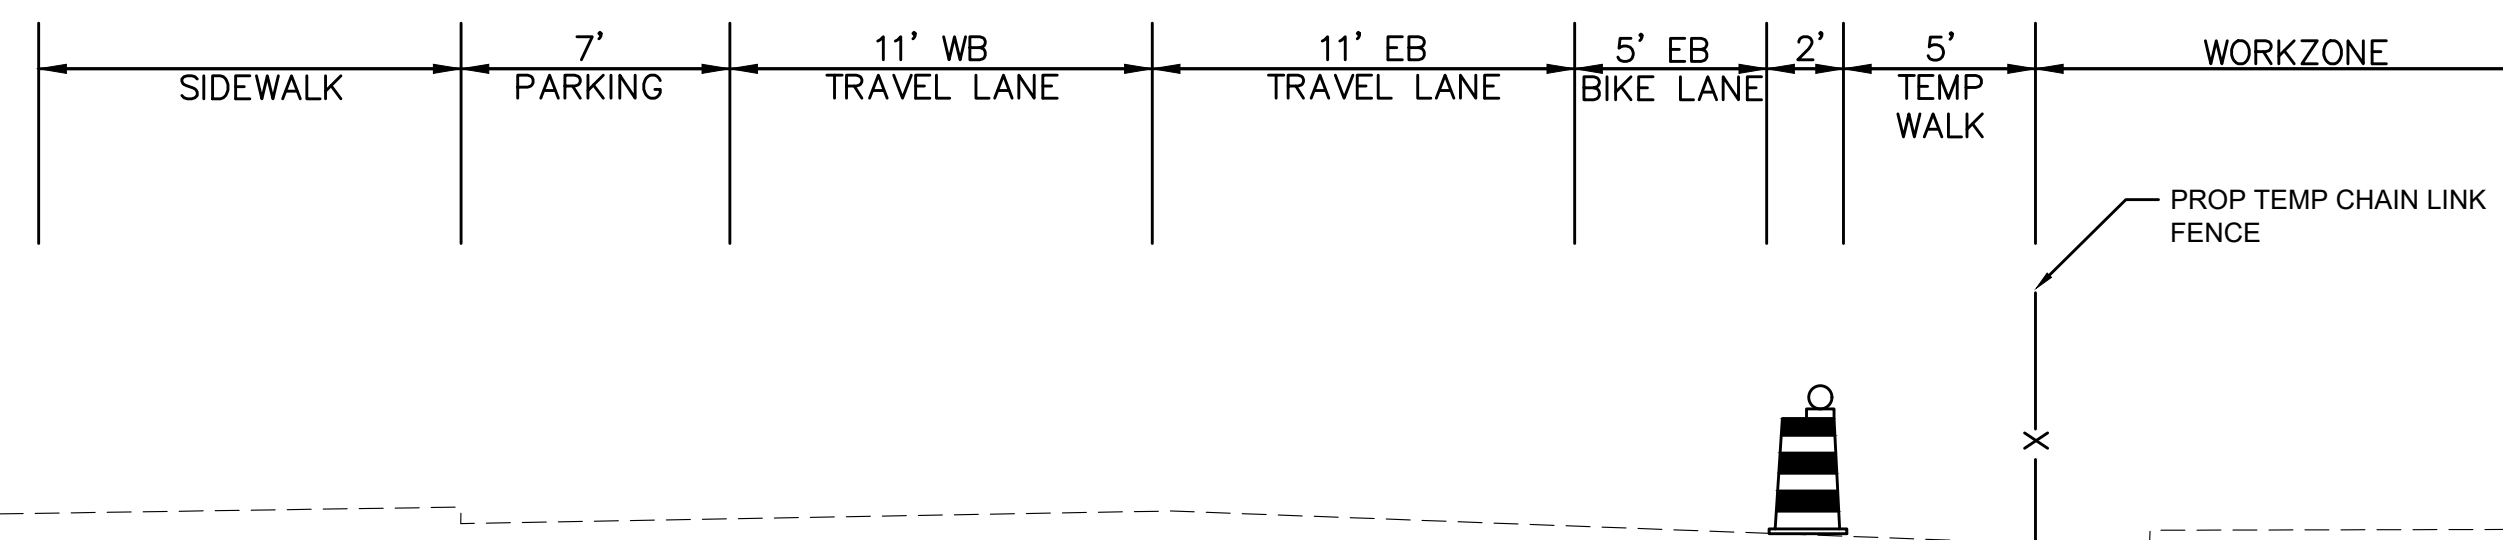 7' 11' WB 11' EB 5' EB 2' 5' WORKZONE
SIDEWALK PARKING TRAVEL LANE TRAVEL LANE BIKE LANE TEMP
WALK
PROP TEMP CHAIN LINK
FENCE